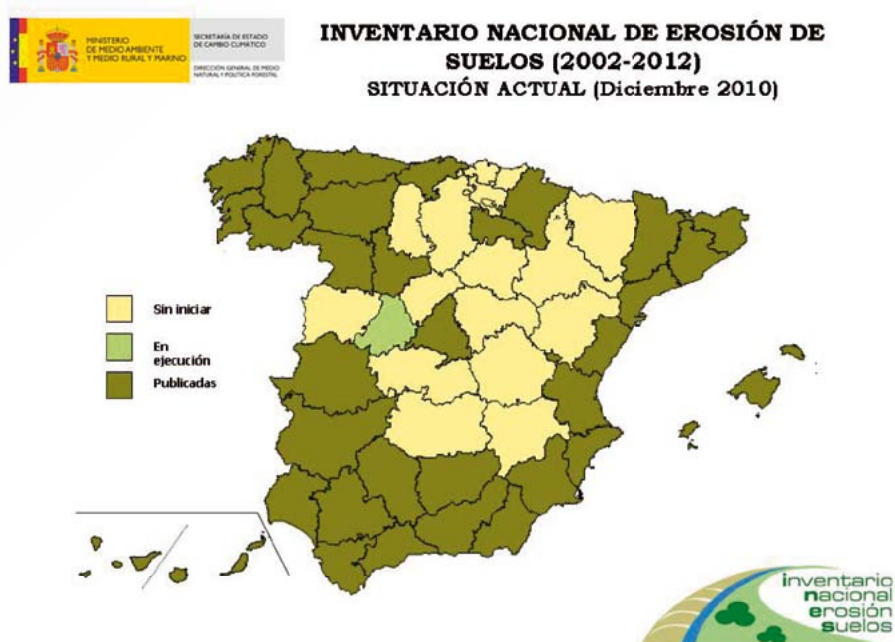 MINISTERIO
DE MEDIO AMBIENTE
Y MEDIO RURAL Y MARINO
SECRETARÍA DE ESTADO
DE CAMBIO CLIMÁTICO
DIRECCIÓN GENERAL DE MEDIO
NATURAL Y POLÍTICA FORESTAL
INVENTARIO NACIONAL DE EROSIÓN DE
SUELOS (2002-2012)
SITUACIÓN ACTUAL (Diciembre 2010)
Sin iniciar
En
ejecución
Publicadas
inventario
nacional
erosión
suelos